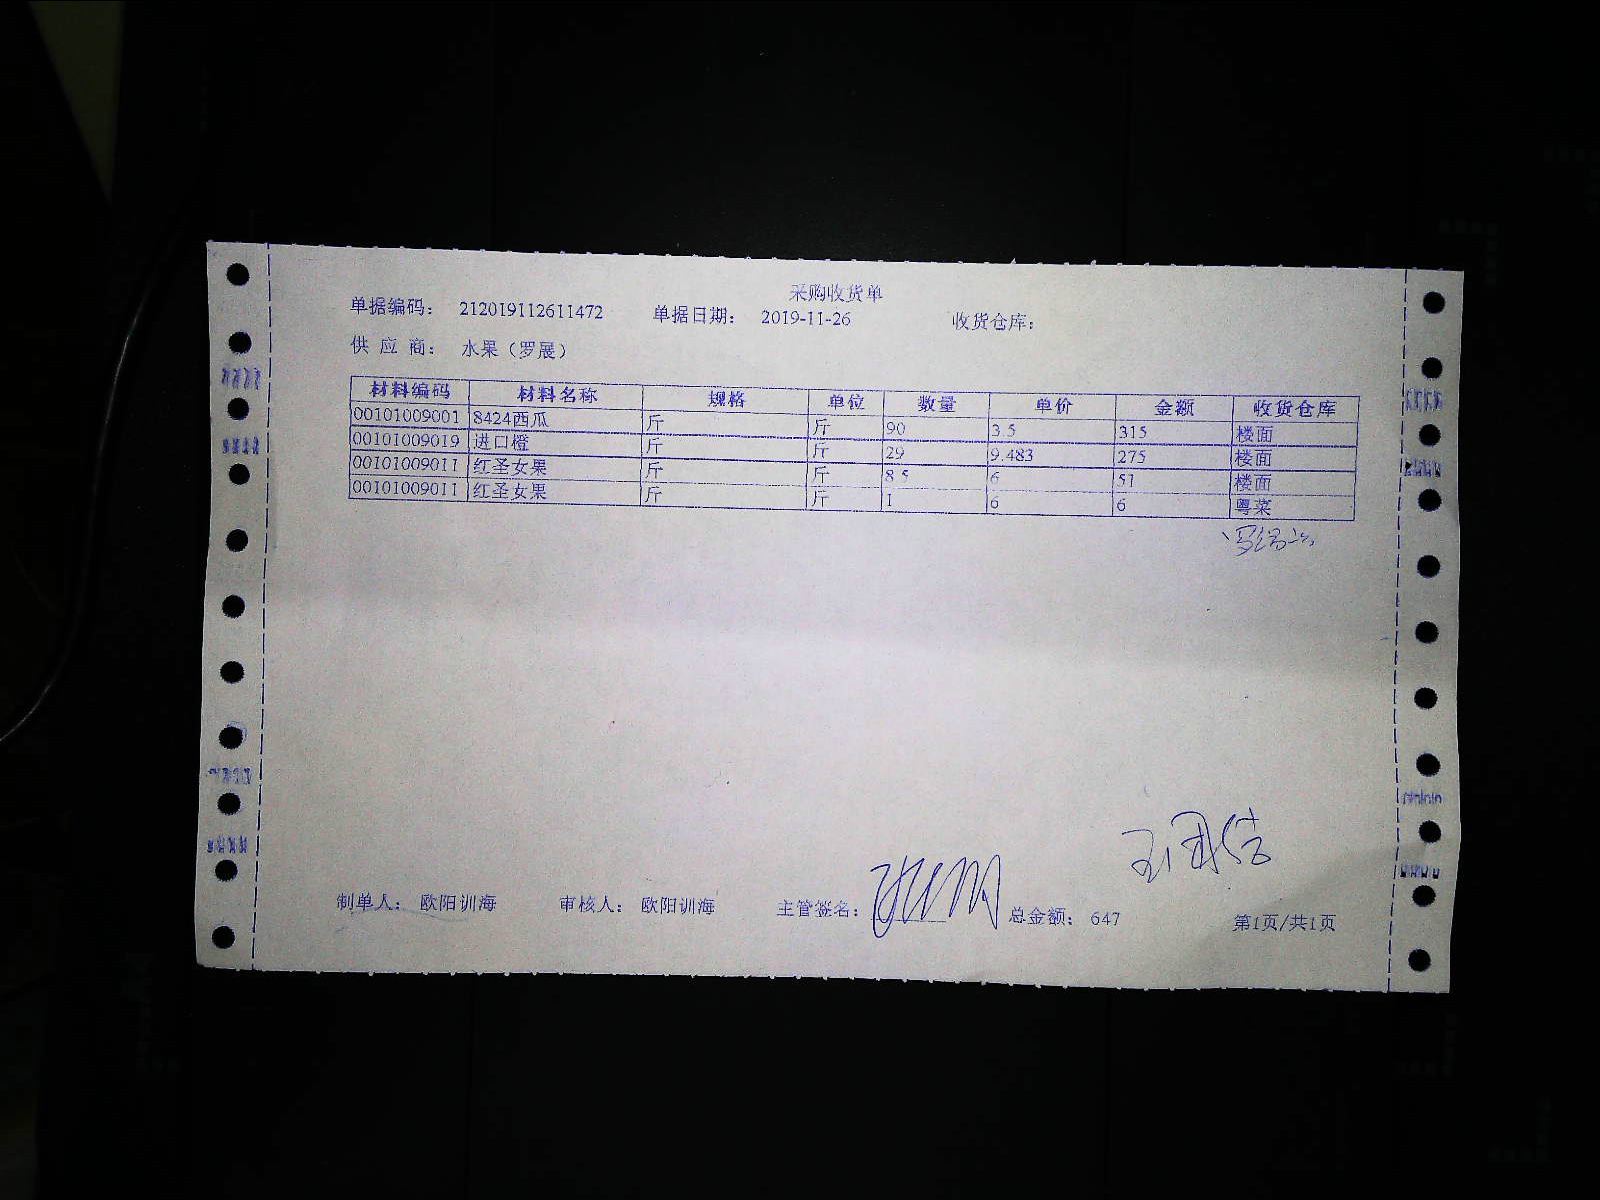 采购收货单
单据编码： 212019112611472 单据日期： 2019-11-26 收货仓库：
供 应 商： 水果（罗展）
材料编码 材料名称 规格 单位 数量 单价 金额 收货仓库
00101009001 8424西瓜 斤 斤 90 3.5 315 楼面
00101009019 进口橙 斤 斤 29 9.483 275 楼面
00101009011 红圣女果 斤 斤 8.5 6 51 楼面
00101009011 红圣女果 斤 斤 1 6 6 粤菜
制单人： 欧阳训海 审核人： 欧阳训海 主管签名： 总金额： 647 第1页/共1页